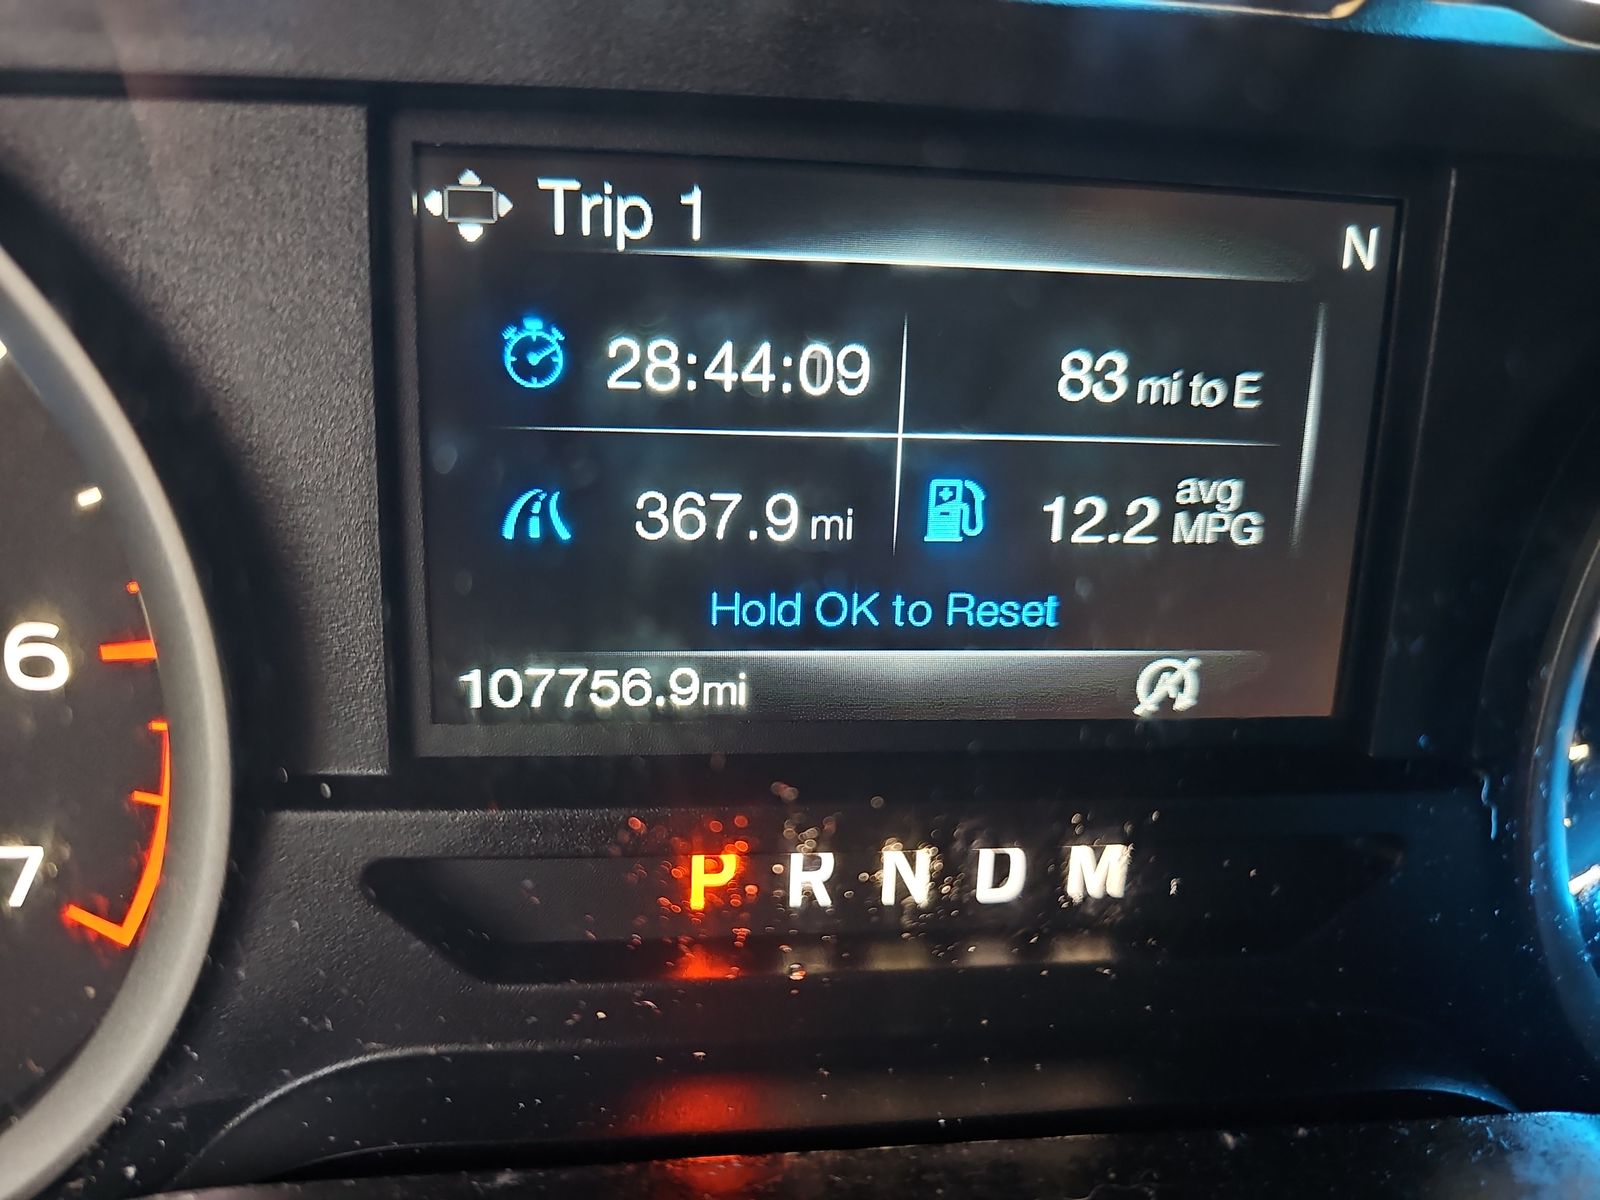 Trip 1
N
28:44:09
83 mi to E
367.9 mi
12.2 avg MPG
Hold OK to Reset
107756.9mi
6
7
P R N D M